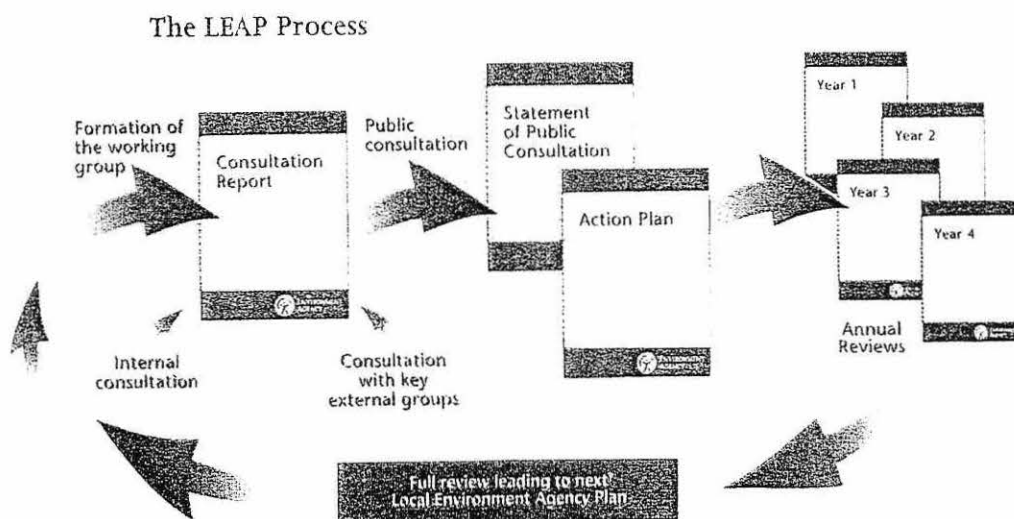 The LEAP Process
Formation of
the working
group
Consultation
Report
Public
consultation
Statement
of Public
Consultation
Action Plan
Year 1
Year 2
Year 3
Year 4
Annual
Reviews
Internal
consultation
Consultation
with key
external groups
Full review leading to next
Local Environment Agency Plan